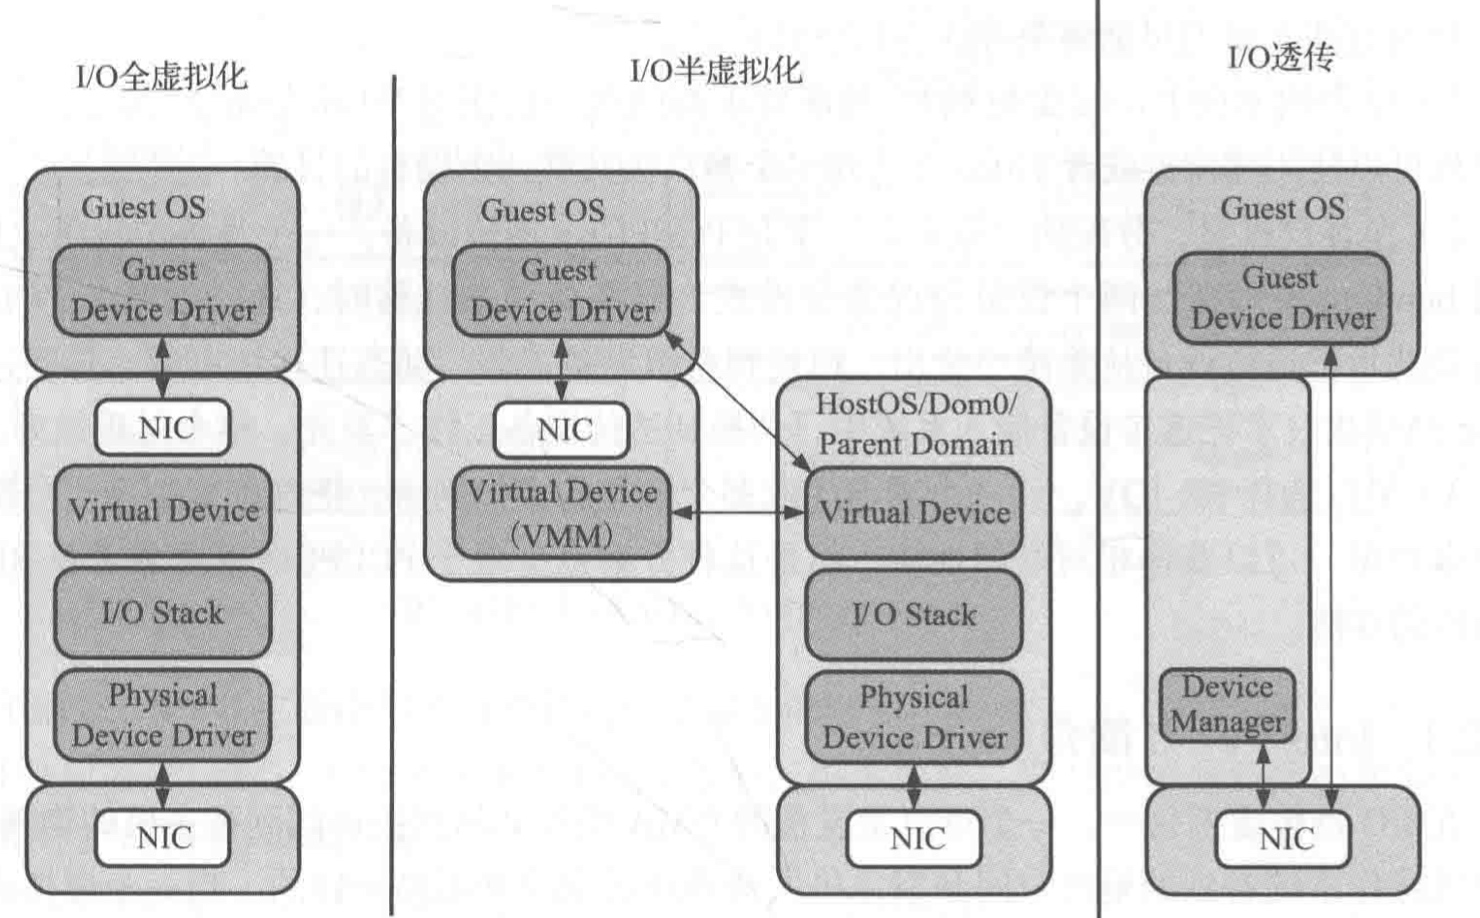 I/O全虚拟化
Guest OS
Guest
Device Driver
NIC
Virtual Device
I/O Stack
Physical
Device Driver
NIC
I/O半虚拟化
Guest OS
Guest
Device Driver
NIC
Virtual Device
（VMM）
HostOS/Dom0/
Parent Domain
Virtual Device
I/O Stack
Physical
Device Driver
NIC
I/O透传
Guest OS
Guest
Device Driver
Device
Manager
NIC